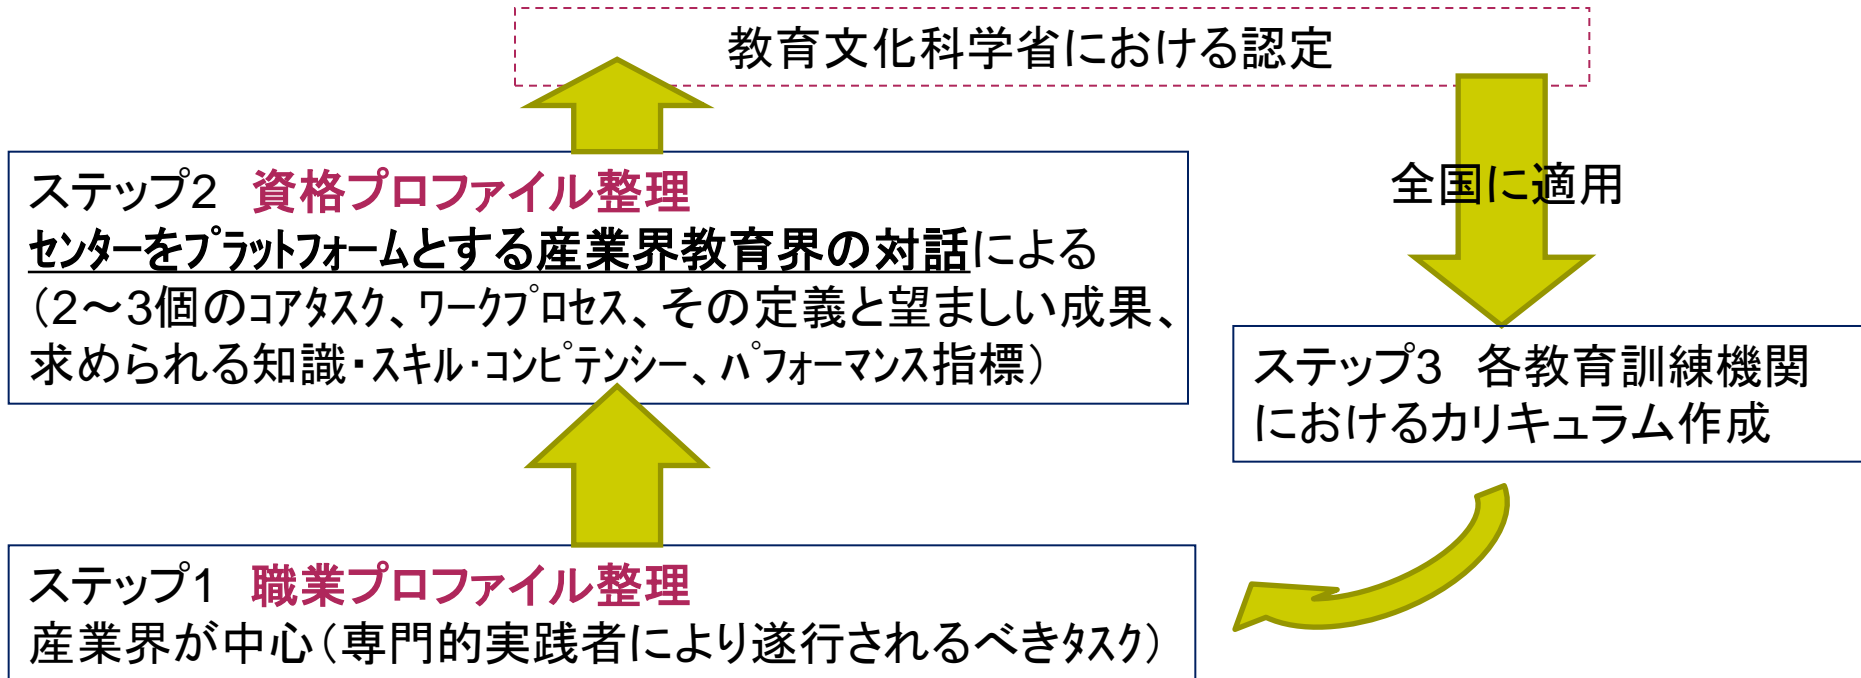 教育文化科学省における認定
ステップ2　資格プロファイル整理
ｾﾝﾀｰをﾌﾟﾗｯﾄﾌｫｰﾑとする産業界教育界の対話による
（2～3個のｺｱﾀｽｸ、ﾜｰｸﾌﾟﾛｾｽ、その定義と望ましい成果、
求められる知識・ｽｷﾙ・ｺﾝﾋﾟﾃﾝｼｰ、ﾊﾟﾌｫｰﾏﾝｽ指標）
全国に適用
ステップ3　各教育訓練機関
におけるカリキュラム作成
ステップ1　職業プロファイル整理
産業界が中心（専門的実践者により遂行されるべきﾀｽｸ）